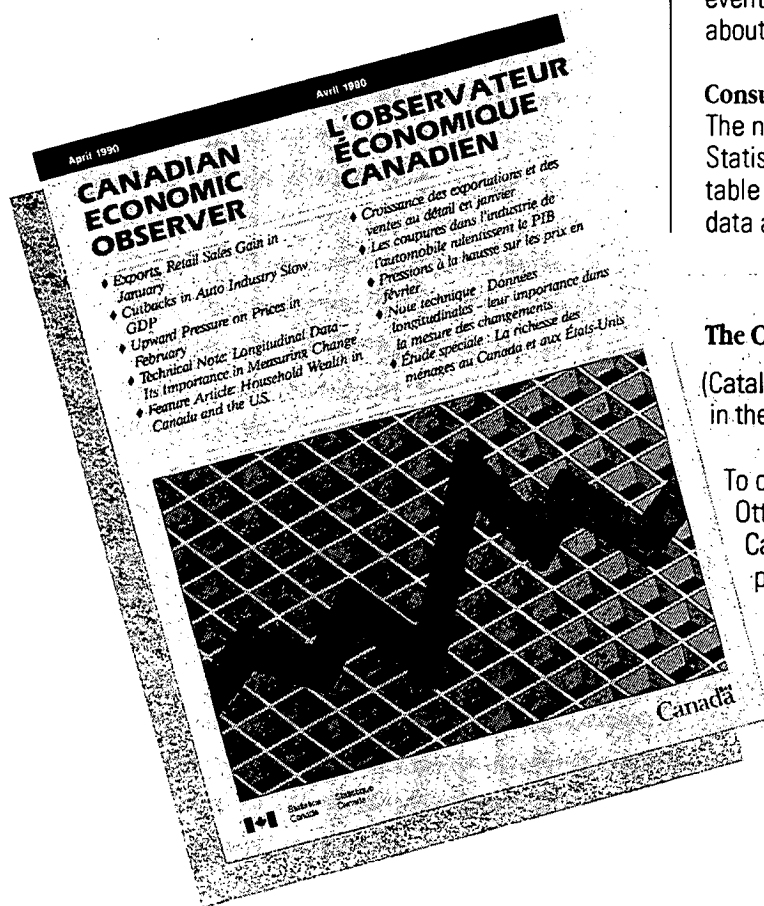 April 1990
Avril 1990
CANADIAN
ECONOMIC
OBSERVER
L'OBSERVATEUR
ÉCONOMIQUE
CANADIEN
♦ Exports, Retail Sales Gain in
January
♦ Cutbacks in Auto Industry Slow
GDP
♦ Upward Pressure on Prices in
February
♦ Technical Note: Longitudinal Data –
Its Importance in Measuring Change
♦ Feature Article: Household Wealth in
Canada and the U.S.
♦ Croissance des exportations et des
ventes au détail en janvier
♦ Les coupures dans l'industrie de
l'automobile ralentissent le PIB
♦ Pressions à la hausse sur les prix en
février
♦ Note technique : Données
longitudinales – leur importance dans
la mesure des changements
♦ Étude spéciale : La richesse des
ménages au Canada et aux États-Unis
Canada
Statistics Statistique
Canada Canada
about
Consu
The n
Statis
table
data a
The C
(Catal
in the
To o
Ott
Ca
p